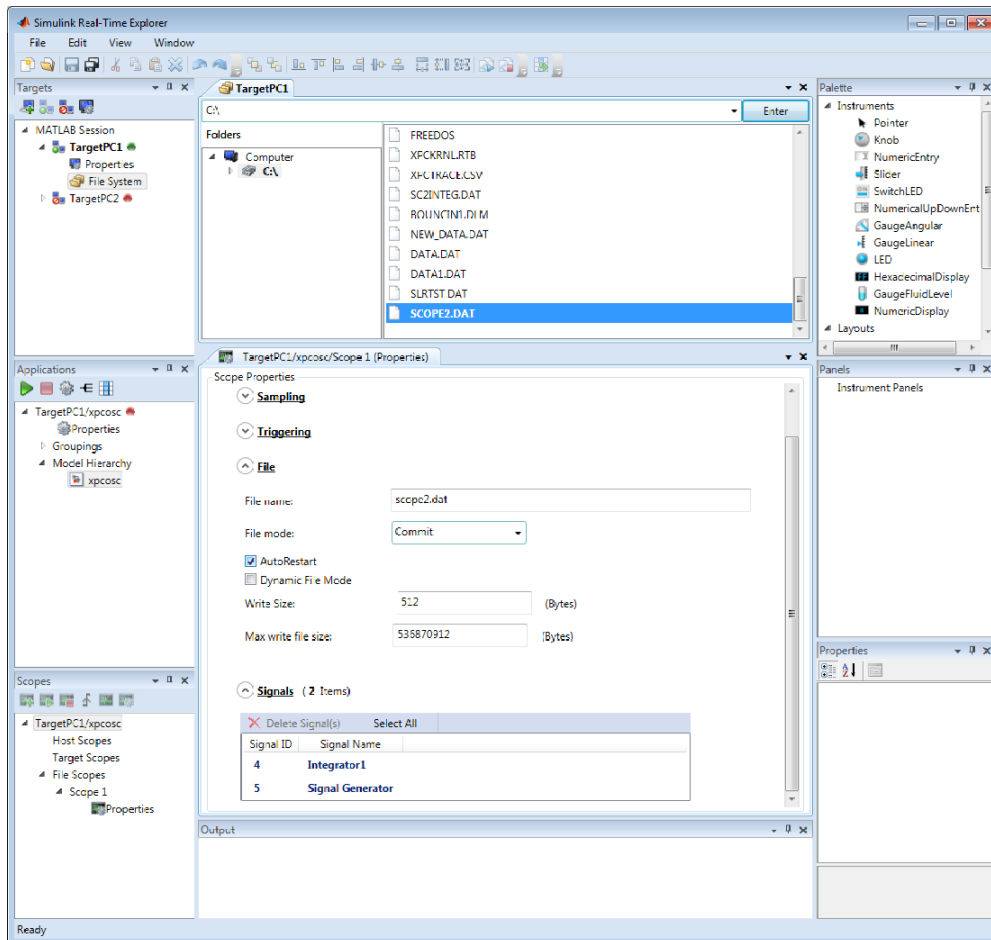 Simulink Real-Time Explorer
File Edit View Window
Targets
MATLAB Session
TargetPC1
Properties
File System
TargetPC2
TargetPC1
C:\
Enter
Folders
Computer
C:\
FREEDOS
XPCKRNL.RTB
XPCTRACE.CSV
SC2INTEG.DAT
BOUNCIN1.DLM
NEW_DATA.DAT
DATA.DAT
DATA1.DAT
SLRTST.DAT
SCOPE2.DAT
Palette
Instruments
Pointer
Knob
NumericEntry
Slider
SwitchLED
NumericalUpDownEnt
GaugeAngular
GaugeLinear
LED
HexadecimalDisplay
GaugeFluidLevel
NumericDisplay
Layouts
Applications
TargetPC1/xpcosc
Properties
Groupings
Model Hierarchy
xpcosc
TargetPC1/xpcosc/Scope 1 (Properties)
Scope Properties
Sampling
Triggering
File
File name: scope2.dat
File mode: Commit
AutoRestart
Dynamic File Mode
Write Size: 512 (Bytes)
Max write file size: 536870912 (Bytes)
Signals ( 2 Items)
Delete Signal(s) Select All
Signal ID Signal Name
4 Integrator1
5 Signal Generator
Panels
Instrument Panels
Properties
Scopes
TargetPC1/xpcosc
Host Scopes
Target Scopes
File Scopes
Scope 1
Properties
Output
Ready